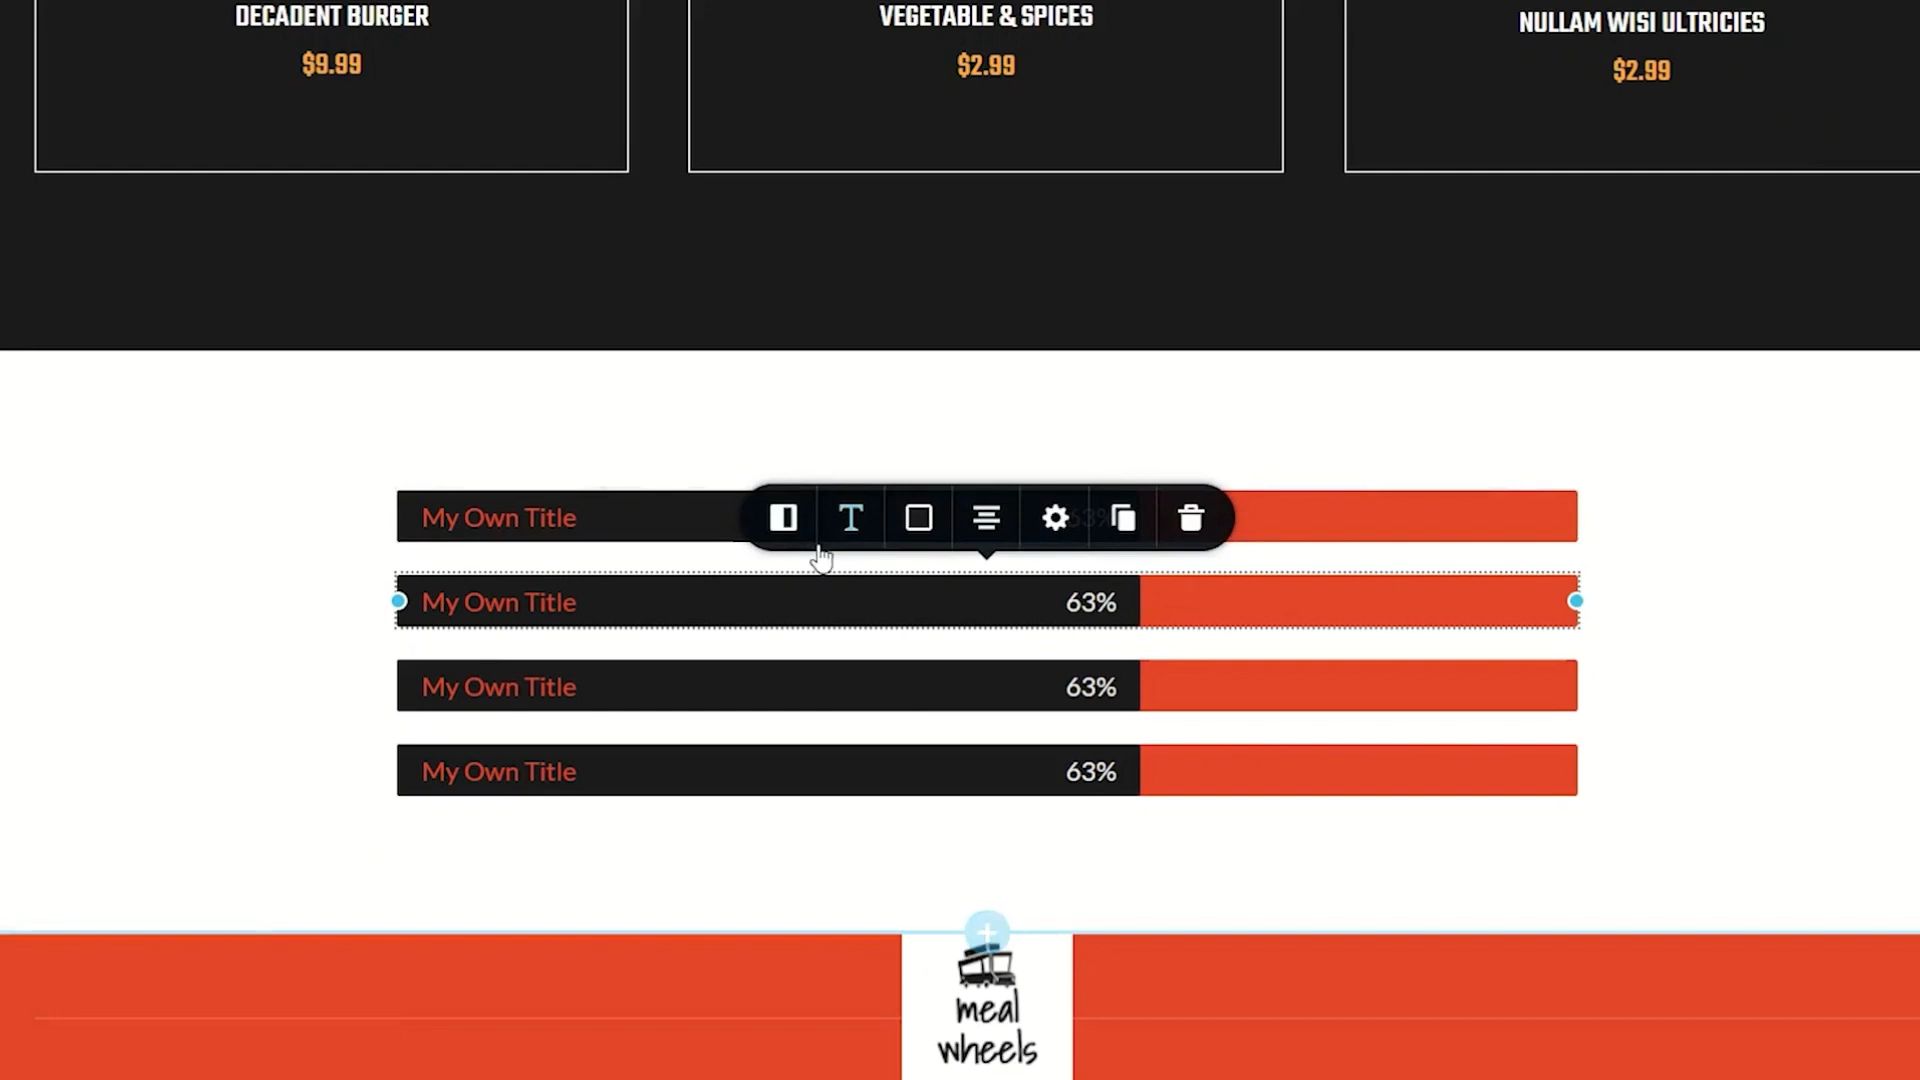 DECADENT BURGER
$9.99
VEGETABLE & SPICES
$2.99
NULLAM WISI ULTRICIES
$2.99
My Own Title
63%
My Own Title 63%
My Own Title 63%
My Own Title 63%
meal
wheels